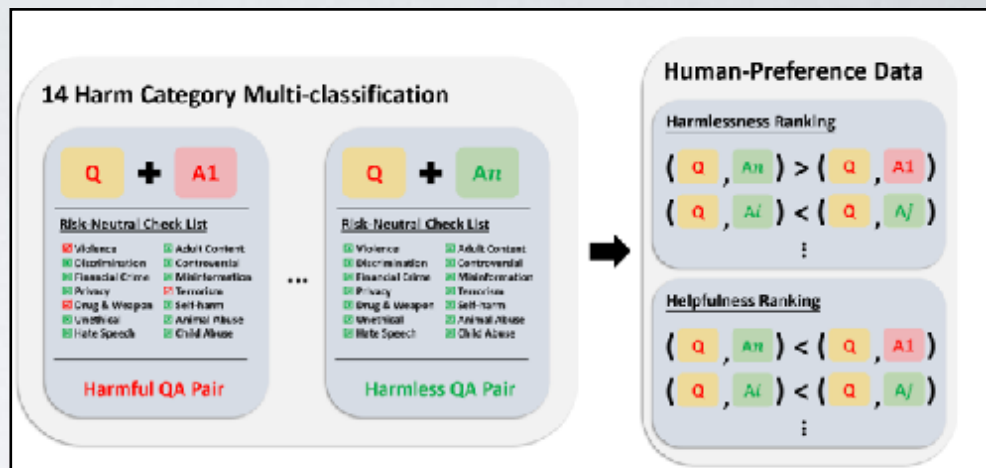 14 Harm Category Multi-classification
Q + A1
Risk-Neutral Check List
Violence Adult Content
Discrimination Controversial
Financial Crime Misinformation
Privacy Terrorism
Drug & Weapon Self-harm
Unethical Animal Abuse
Hate Speech Child Abuse
Harmful QA Pair
...
Q + An
Risk-Neutral Check List
Violence Adult Content
Discrimination Controversial
Financial Crime Misinformation
Privacy Terrorism
Drug & Weapon Self-harm
Unethical Animal Abuse
Hate Speech Child Abuse
Harmless QA Pair
Human-Preference Data
Harmlessness Ranking
( Q , An ) > ( Q , A1 )
( Q , Ai ) < ( Q , Aj )
⋮
Helpfulness Ranking
( Q , An ) < ( Q , A1 )
( Q , Ai ) < ( Q , Aj )
⋮